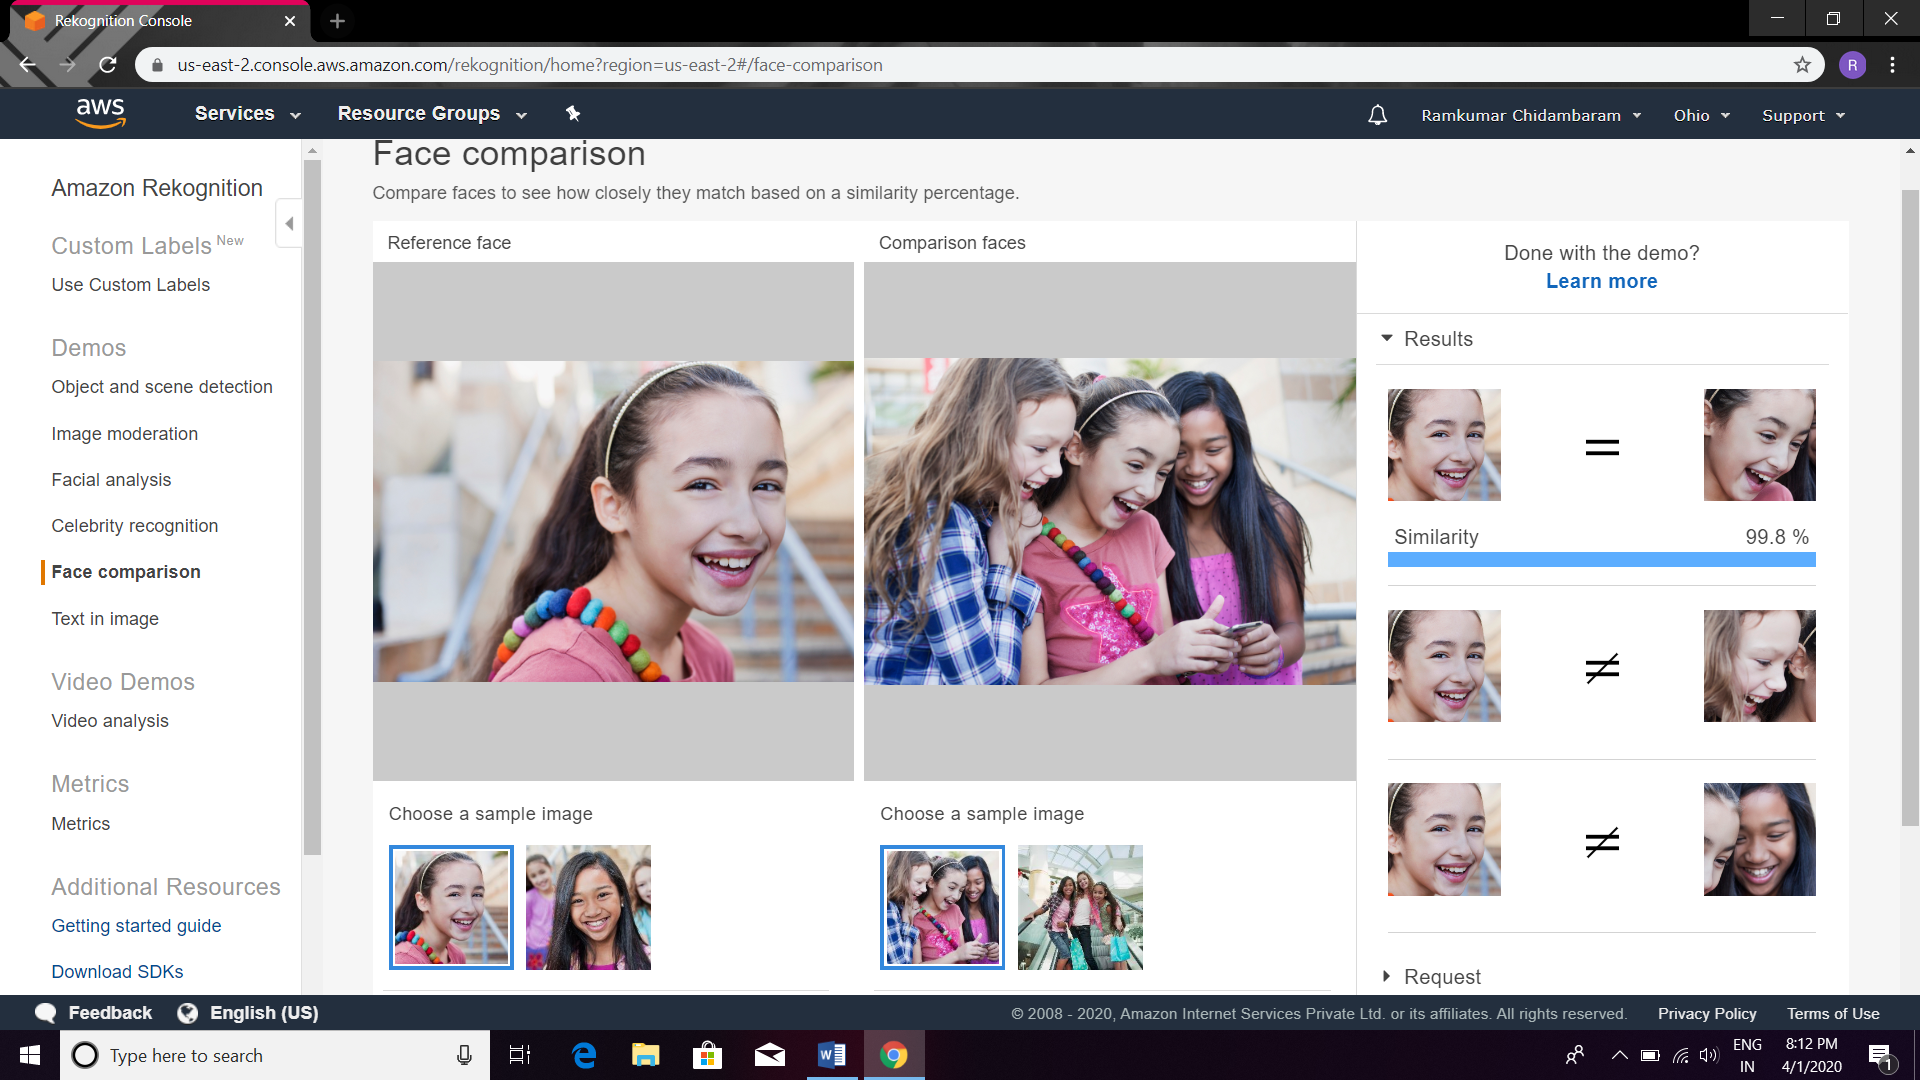 Rekognition Console
us-east-2.console.aws.amazon.com/rekognition/home?region=us-east-2#/face-comparison
R
aws
Services
Resource Groups
Ramkumar Chidambaram
Ohio
Support
Amazon Rekognition
Custom Labels New
Use Custom Labels
Demos
Object and scene detection
Image moderation
Facial analysis
Celebrity recognition
Face comparison
Text in image
Video Demos
Video analysis
Metrics
Metrics
Additional Resources
Getting started guide
Download SDKs
Face comparison
Compare faces to see how closely they match based on a similarity percentage.
Reference face
Comparison faces
Choose a sample image
Choose a sample image
Done with the demo?
Learn more
Results
=
Similarity 99.8 %
≠
≠
Request
Feedback
English (US)
© 2008 - 2020, Amazon Internet Services Private Ltd. or its affiliates. All rights reserved.
Privacy Policy
Terms of Use
Type here to search
ENG
IN
8:12 PM
4/1/2020
1